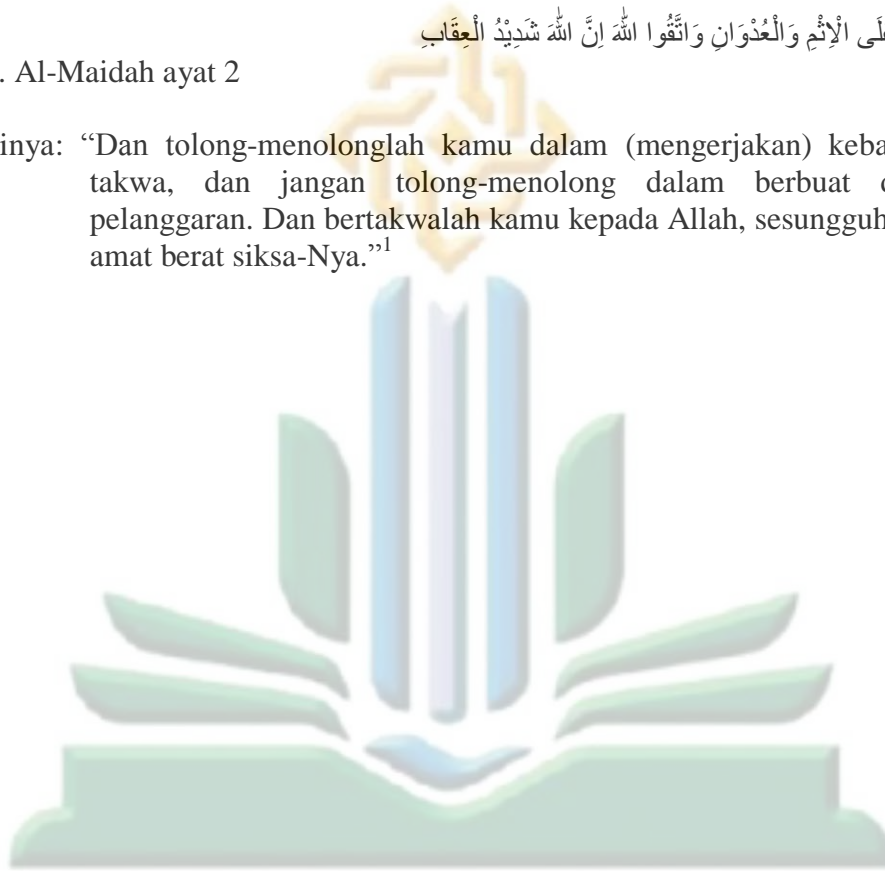 عَلَى الْاِثْمِ وَالْعُدْوَانِ وَاتَّقُوا اللّٰهَ اِنَّ اللّٰهَ شَدِيْدُ الْعِقَابِ
. Al-Maidah ayat 2
inya: “Dan tolong-menolonglah kamu dalam (mengerjakan)
takwa, dan jangan tolong-menolong dalam berbuat
pelanggaran. Dan bertakwalah kamu kepada Allah,
amat berat siksa-Nya.”1